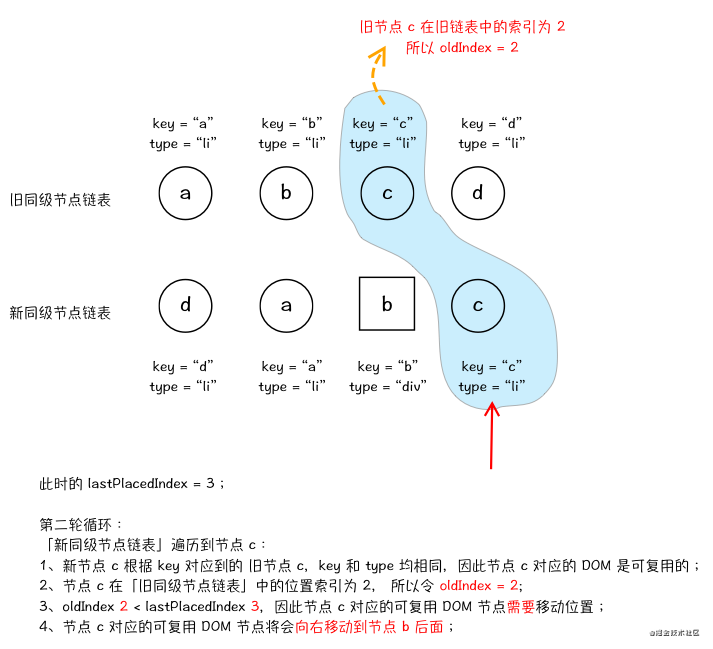 旧节点 c 在旧链表中的索引为 2
所以 oldIndex = 2
key = “a”
type = “li”
key = “b”
type = “li”
key = “c”
type = “li”
key = “d”
type = “li”
旧同级节点链表
a
b
c
d
新同级节点链表
d
a
b
c
key = “d”
type = “li”
key = “a”
type = “li”
key = “b”
type = “div”
key = “c”
type = “li”
此时的 lastPlacedIndex = 3；
第二轮循环：
「新同级节点链表」遍历到节点 c：
1、新节点 c 根据 key 对应到的 旧节点 c，key 和 type 均相同，因此节点 c 对应的 DOM 是可复用的；
2、节点 c 在「旧同级节点链表」中的位置索引为 2， 所以令 oldIndex = 2;
3、oldIndex 2 < lastPlacedIndex 3，因此节点 c 对应的可复用 DOM 节点需要移动位置；
4、节点 c 对应的可复用 DOM 节点将会向右移动到节点 b 后面；
@掘金技术社区